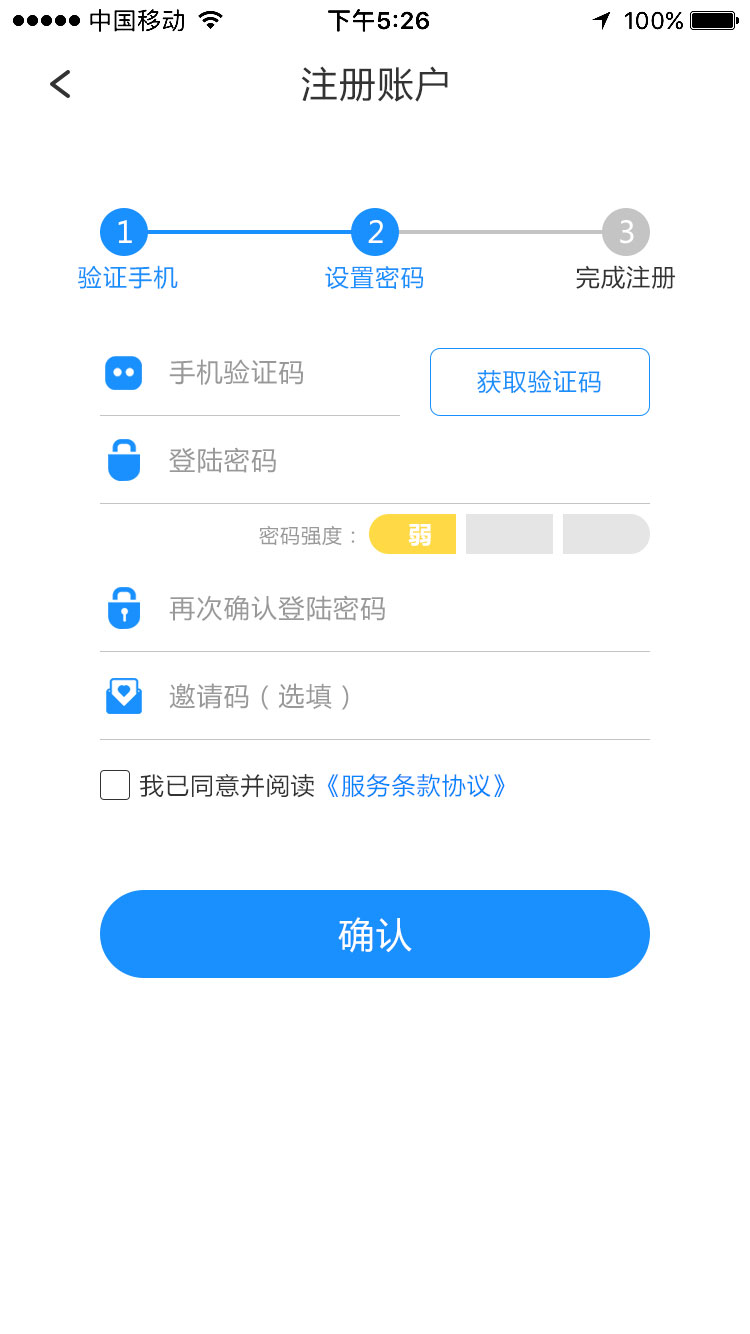 中国移动 下午5:26 100%
注册账户
1 2 3
验证手机 设置密码 完成注册
手机验证码 获取验证码
登陆密码
密码强度： 弱
再次确认登陆密码
邀请码（选填）
我已同意并阅读《服务条款协议》
确认